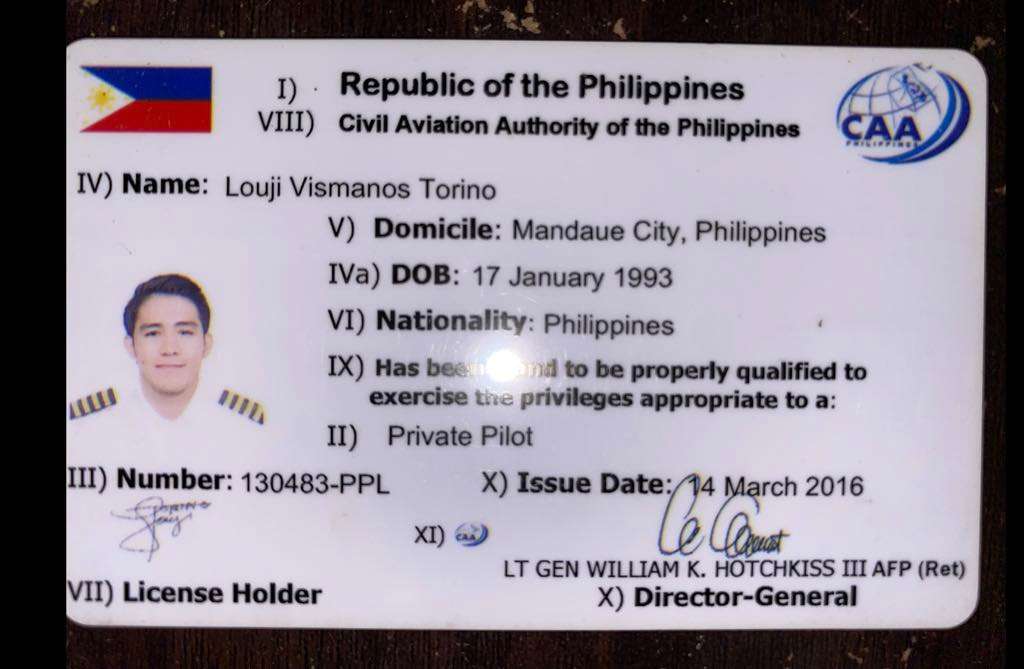 I) Republic of the Philippines
VIII) Civil Aviation Authority of the Philippines
CAA
PHILIPPINES
IV) Name: Louji Vismanos Torino
V) Domicile: Mandaue City, Philippines
IVa) DOB: 17 January 1993
VI) Nationality: Philippines
IX) Has been to be properly qualified to
exercise the privileges appropriate to a:
II) Private Pilot
III) Number: 130483-PPL
X) Issue Date: 14 March 2016
XI) CAA
LT GEN WILLIAM K. HOTCHKISS III AFP (Ret)
VII) License Holder
X) Director-General